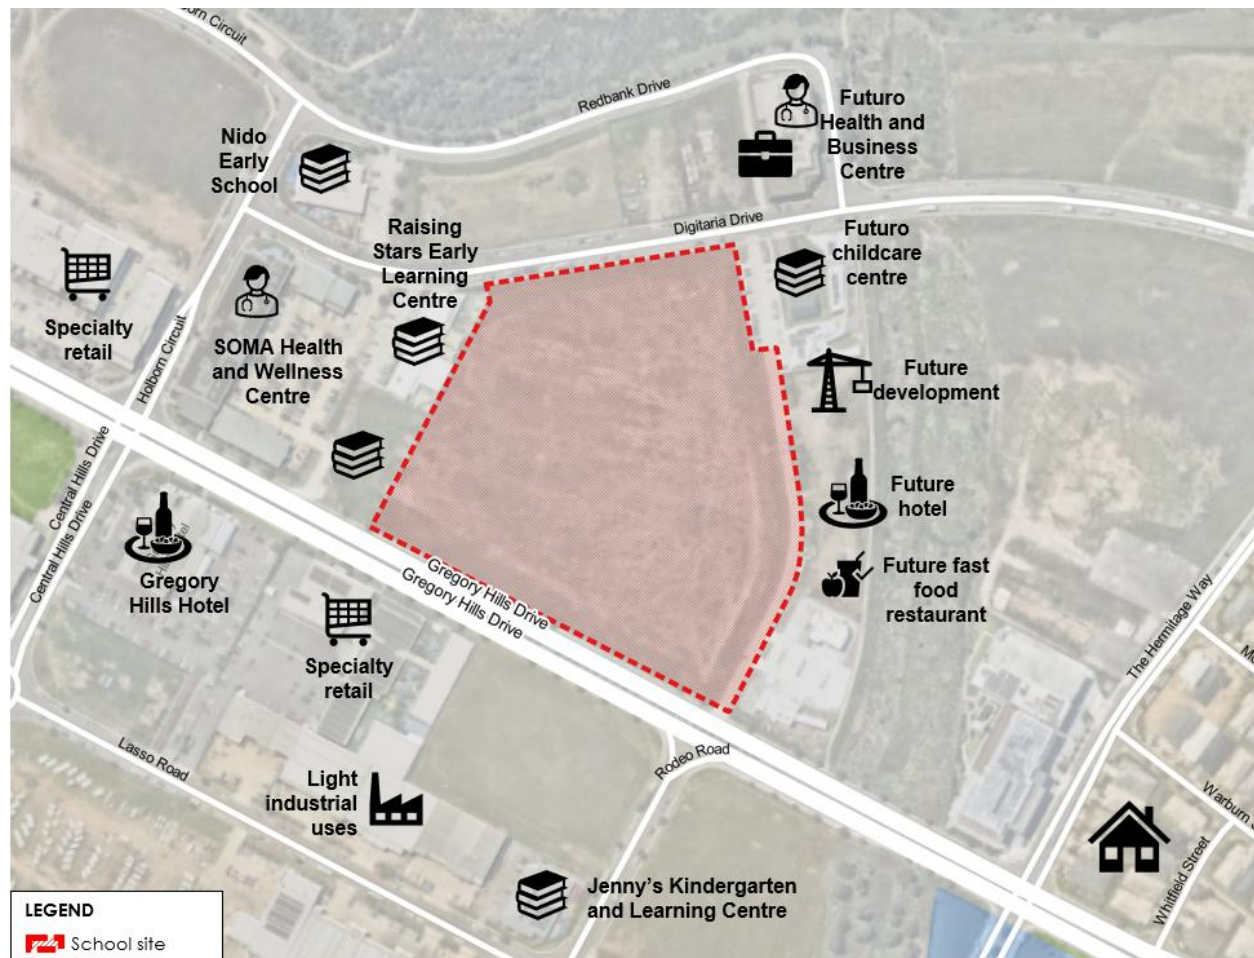 orn Circuit
Redbank Drive
Futuro
Health and
Business
Centre
Nido
Early
School
Digitaria Drive
Raising
Stars Early
Learning
Centre
Futuro
childcare
centre
Specialty
retail
Holborn Circuit
SOMA Health
and Wellness
Centre
Future
development
Central Hills Drive
Central Hills Drive
Gregory
Hills Hotel
Future
hotel
Gregory Hills Drive
Gregory Hills Drive
Future fast
food
restaurant
The Hermitage Way
Specialty
retail
Lasso Road
Rodeo Road
Light
industrial
uses
Warburn
Whitfield Street
Jenny's Kindergarten
and Learning Centre
LEGEND
School site